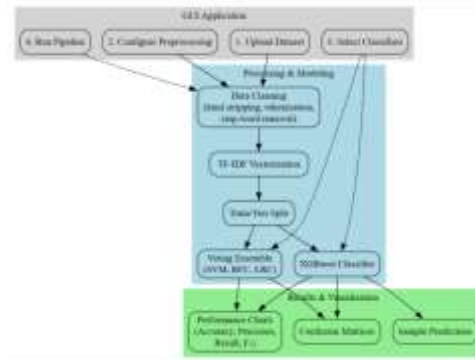 GUI Application
4. Run Pipeline
2. Configure Preprocessing
1. Upload Dataset
3. Select Classifiers
Processing & Modeling
Data Cleaning
(html stripping, tokenization,
stop-word removal)
TF-IDF Vectorization
Train-Test Split
Voting Ensemble
(SVM, RFC, LRC)
XGBoost Classifier
Results & Visualization
Performance Charts
(Accuracy, Precision,
Recall, F1)
Confusion Matrices
Sample Predictions